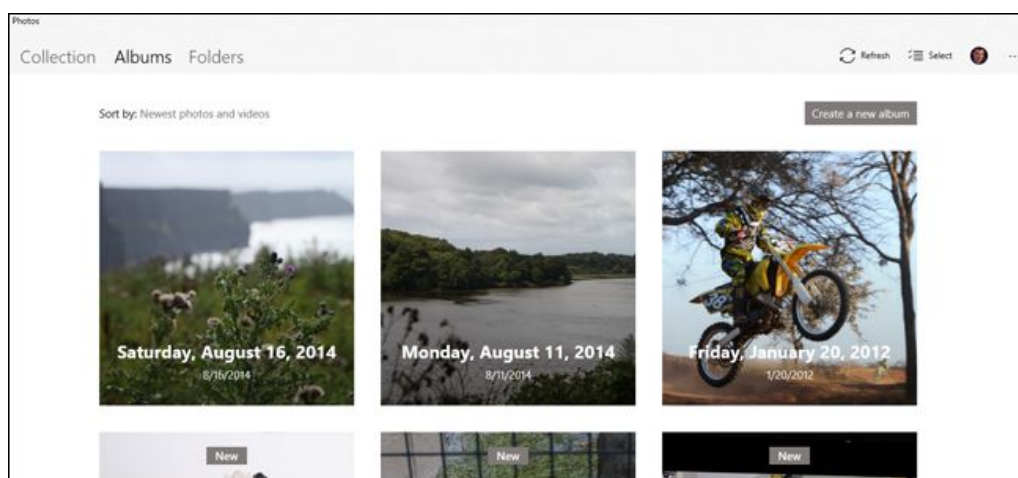 Photos
Collection Albums Folders
Refresh Select ...
Sort by: Newest photos and videos
Create a new album
Saturday, August 16, 2014
8/16/2014
Monday, August 11, 2014
8/11/2014
38
Friday, January 20, 2012
1/20/2012
New
New
New